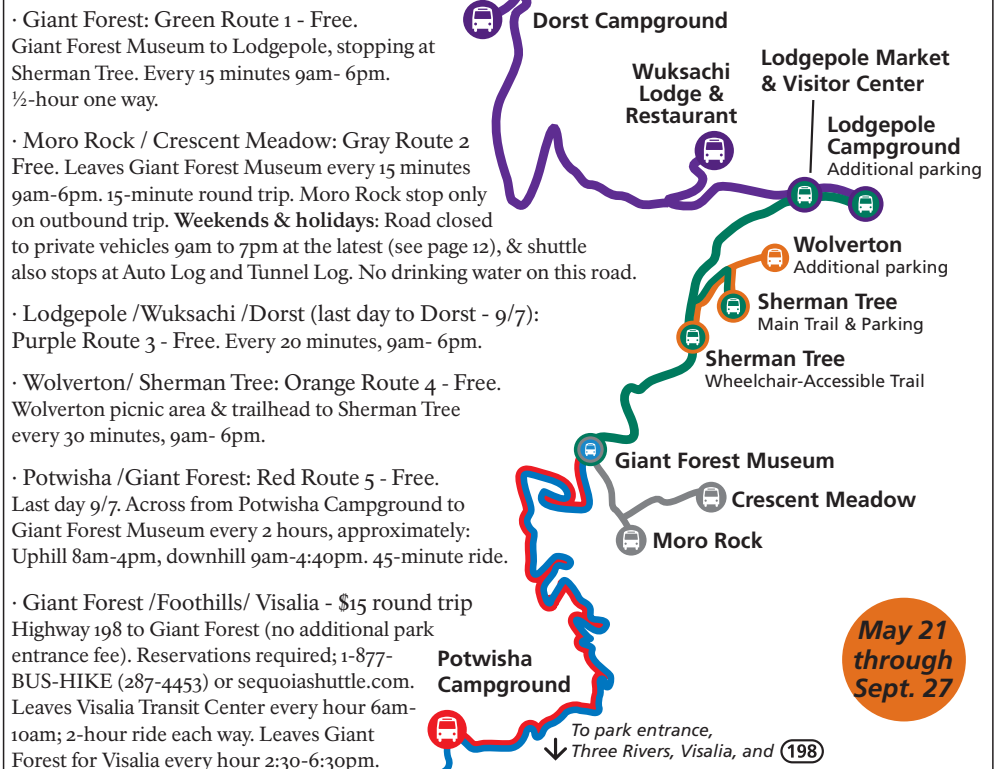 · Giant Forest: Green Route 1 - Free.
Giant Forest Museum to Lodgepole, stopping at
Sherman Tree. Every 15 minutes 9am- 6pm.
½-hour one way.
· Moro Rock / Crescent Meadow: Gray Route 2
Free. Leaves Giant Forest Museum every 15 minutes
9am-6pm. 15-minute round trip. Moro Rock stop only
on outbound trip. Weekends & holidays: Road closed
to private vehicles 9am to 7pm at the latest (see page 12), & shuttle
also stops at Auto Log and Tunnel Log. No drinking water on this road.
· Lodgepole /Wuksachi /Dorst (last day to Dorst - 9/7):
Purple Route 3 - Free. Every 20 minutes, 9am- 6pm.
· Wolverton/ Sherman Tree: Orange Route 4 - Free.
Wolverton picnic area & trailhead to Sherman Tree
every 30 minutes, 9am- 6pm.
· Potwisha /Giant Forest: Red Route 5 - Free.
Last day 9/7. Across from Potwisha Campground to
Giant Forest Museum every 2 hours, approximately:
Uphill 8am-4pm, downhill 9am-4:40pm. 45-minute ride.
· Giant Forest /Foothills/ Visalia - $15 round trip
Highway 198 to Giant Forest (no additional park
entrance fee). Reservations required; 1-877-
BUS-HIKE (287-4453) or sequoiashuttle.com.
Leaves Visalia Transit Center every hour 6am-
10am; 2-hour ride each way. Leaves Giant
Forest for Visalia every hour 2:30-6:30pm.
Dorst Campground
Wuksachi
Lodge &
Restaurant
Lodgepole Market
& Visitor Center
Lodgepole
Campground
Additional parking
Wolverton
Additional parking
Sherman Tree
Main Trail & Parking
Sherman Tree
Wheelchair-Accessible Trail
Giant Forest Museum
Crescent Meadow
Moro Rock
Potwisha
Campground
To park entrance,
Three Rivers, Visalia, and 198
May 21
through
Sept. 27